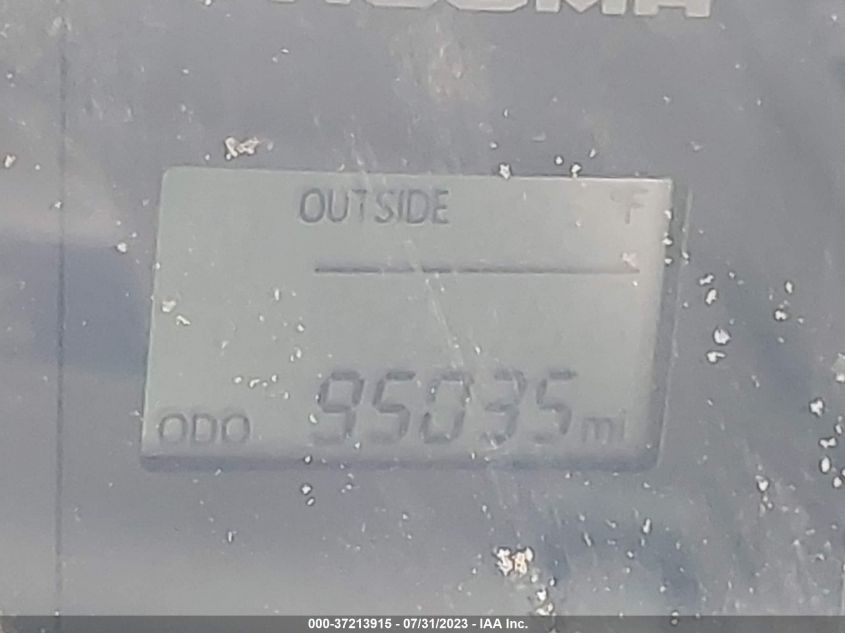 OUTSIDE °F
ODO 95035 mi
000-37213915 - 07/31/2023 - IAA Inc.